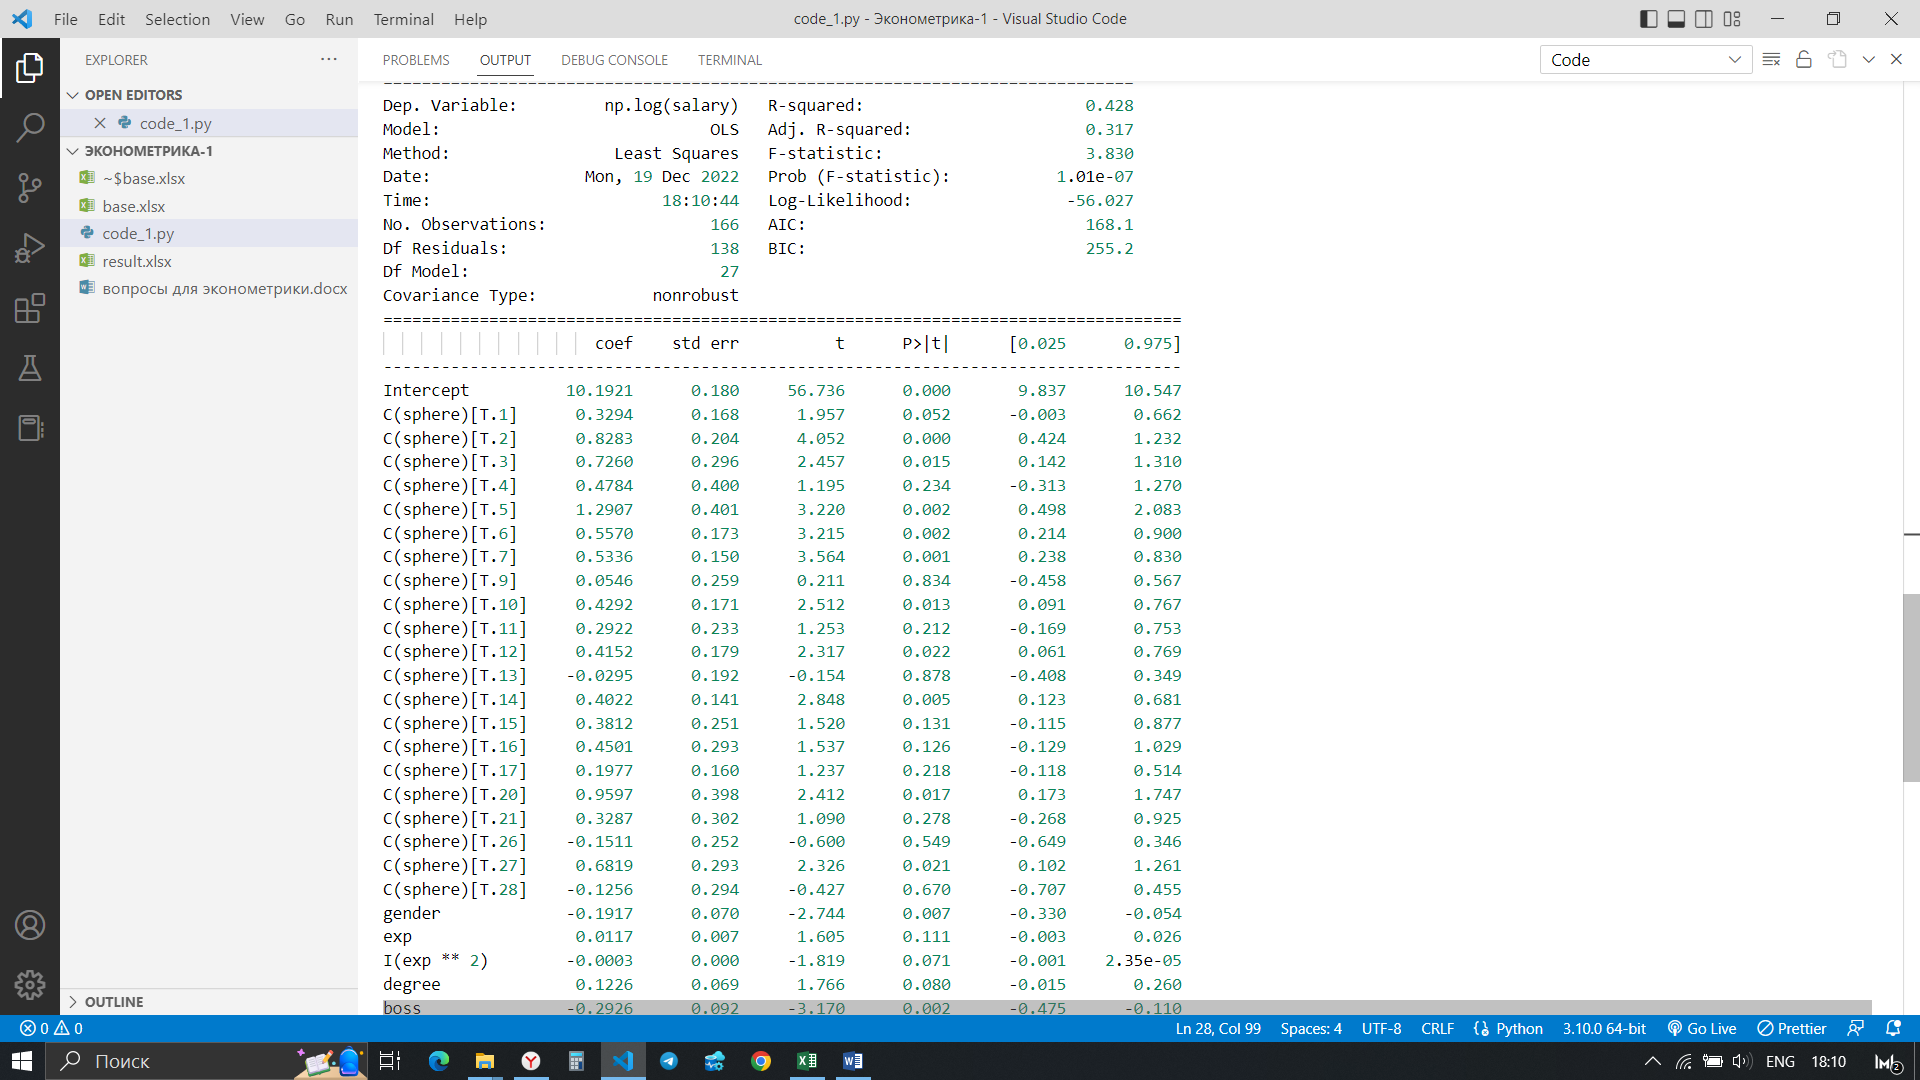 File Edit Selection View Go Run Terminal Help code_1.py - Эконометрика-1 - Visual Studio Code
EXPLORER ···
PROBLEMS OUTPUT DEBUG CONSOLE TERMINAL Code
OPEN EDITORS
code_1.py
ЭКОНОМЕТРИКА-1
~$base.xlsx
base.xlsx
code_1.py
result.xlsx
вопросы для эконометрики.docx
OUTLINE
Dep. Variable: np.log(salary) R-squared: 0.428
Model: OLS Adj. R-squared: 0.317
Method: Least Squares F-statistic: 3.830
Date: Mon, 19 Dec 2022 Prob (F-statistic): 1.01e-07
Time: 18:10:44 Log-Likelihood: -56.027
No. Observations: 166 AIC: 168.1
Df Residuals: 138 BIC: 255.2
Df Model: 27
Covariance Type: nonrobust
===================================================================================
coef std err t P>|t| [0.025 0.975]
-----------------------------------------------------------------------------------
Intercept 10.1921 0.180 56.736 0.000 9.837 10.547
C(sphere)[T.1] 0.3294 0.168 1.957 0.052 -0.003 0.662
C(sphere)[T.2] 0.8283 0.204 4.052 0.000 0.424 1.232
C(sphere)[T.3] 0.7260 0.296 2.457 0.015 0.142 1.310
C(sphere)[T.4] 0.4784 0.400 1.195 0.234 -0.313 1.270
C(sphere)[T.5] 1.2907 0.401 3.220 0.002 0.498 2.083
C(sphere)[T.6] 0.5570 0.173 3.215 0.002 0.214 0.900
C(sphere)[T.7] 0.5336 0.150 3.564 0.001 0.238 0.830
C(sphere)[T.9] 0.0546 0.259 0.211 0.834 -0.458 0.567
C(sphere)[T.10] 0.4292 0.171 2.512 0.013 0.091 0.767
C(sphere)[T.11] 0.2922 0.233 1.253 0.212 -0.169 0.753
C(sphere)[T.12] 0.4152 0.179 2.317 0.022 0.061 0.769
C(sphere)[T.13] -0.0295 0.192 -0.154 0.878 -0.408 0.349
C(sphere)[T.14] 0.4022 0.141 2.848 0.005 0.123 0.681
C(sphere)[T.15] 0.3812 0.251 1.520 0.131 -0.115 0.877
C(sphere)[T.16] 0.4501 0.293 1.537 0.126 -0.129 1.029
C(sphere)[T.17] 0.1977 0.160 1.237 0.218 -0.118 0.514
C(sphere)[T.20] 0.9597 0.398 2.412 0.017 0.173 1.747
C(sphere)[T.21] 0.3287 0.302 1.090 0.278 -0.268 0.925
C(sphere)[T.26] -0.1511 0.252 -0.600 0.549 -0.649 0.346
C(sphere)[T.27] 0.6819 0.293 2.326 0.021 0.102 1.261
C(sphere)[T.28] -0.1256 0.294 -0.427 0.670 -0.707 0.455
gender -0.1917 0.070 -2.744 0.007 -0.330 -0.054
exp 0.0117 0.007 1.605 0.111 -0.003 0.026
I(exp ** 2) -0.0003 0.000 -1.819 0.071 -0.001 2.35e-05
degree 0.1226 0.069 1.766 0.080 -0.015 0.260
boss -0.2926 0.092 -3.170 0.002 -0.475 -0.110
0 0 Ln 28, Col 99 Spaces: 4 UTF-8 CRLF Python 3.10.0 64-bit Go Live Prettier
Поиск ENG 18:10 2